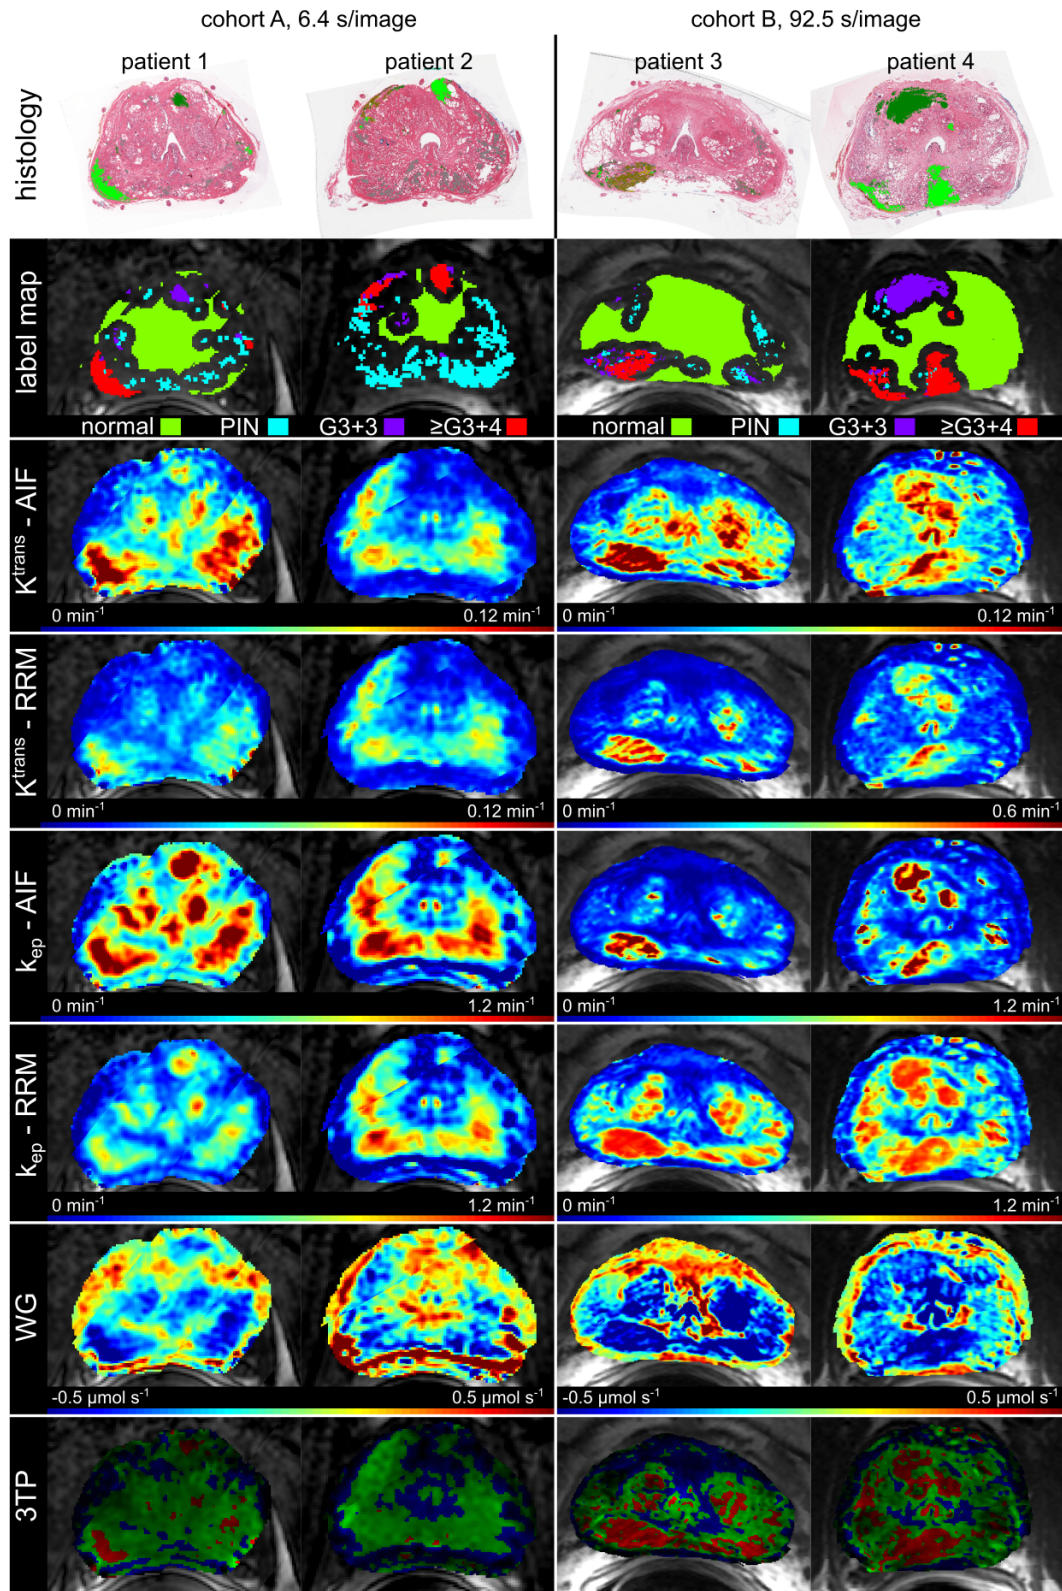 cohort A, 6.4 s/image
cohort B, 92.5 s/image
patient 1
patient 2
patient 3
patient 4
histology
label map
normal PIN G3+3 ≥G3+4
normal PIN G3+3 ≥G3+4
Kᵗʳᵃⁿˢ - AIF
0 min⁻¹ 0.12 min⁻¹
0 min⁻¹ 0.12 min⁻¹
Kᵗʳᵃⁿˢ - RRM
0 min⁻¹ 0.12 min⁻¹
0 min⁻¹ 0.6 min⁻¹
kₑₚ - AIF
0 min⁻¹ 1.2 min⁻¹
0 min⁻¹ 1.2 min⁻¹
kₑₚ - RRM
0 min⁻¹ 1.2 min⁻¹
0 min⁻¹ 1.2 min⁻¹
WG
-0.5 µmol s⁻¹ 0.5 µmol s⁻¹
-0.5 µmol s⁻¹ 0.5 µmol s⁻¹
3TP